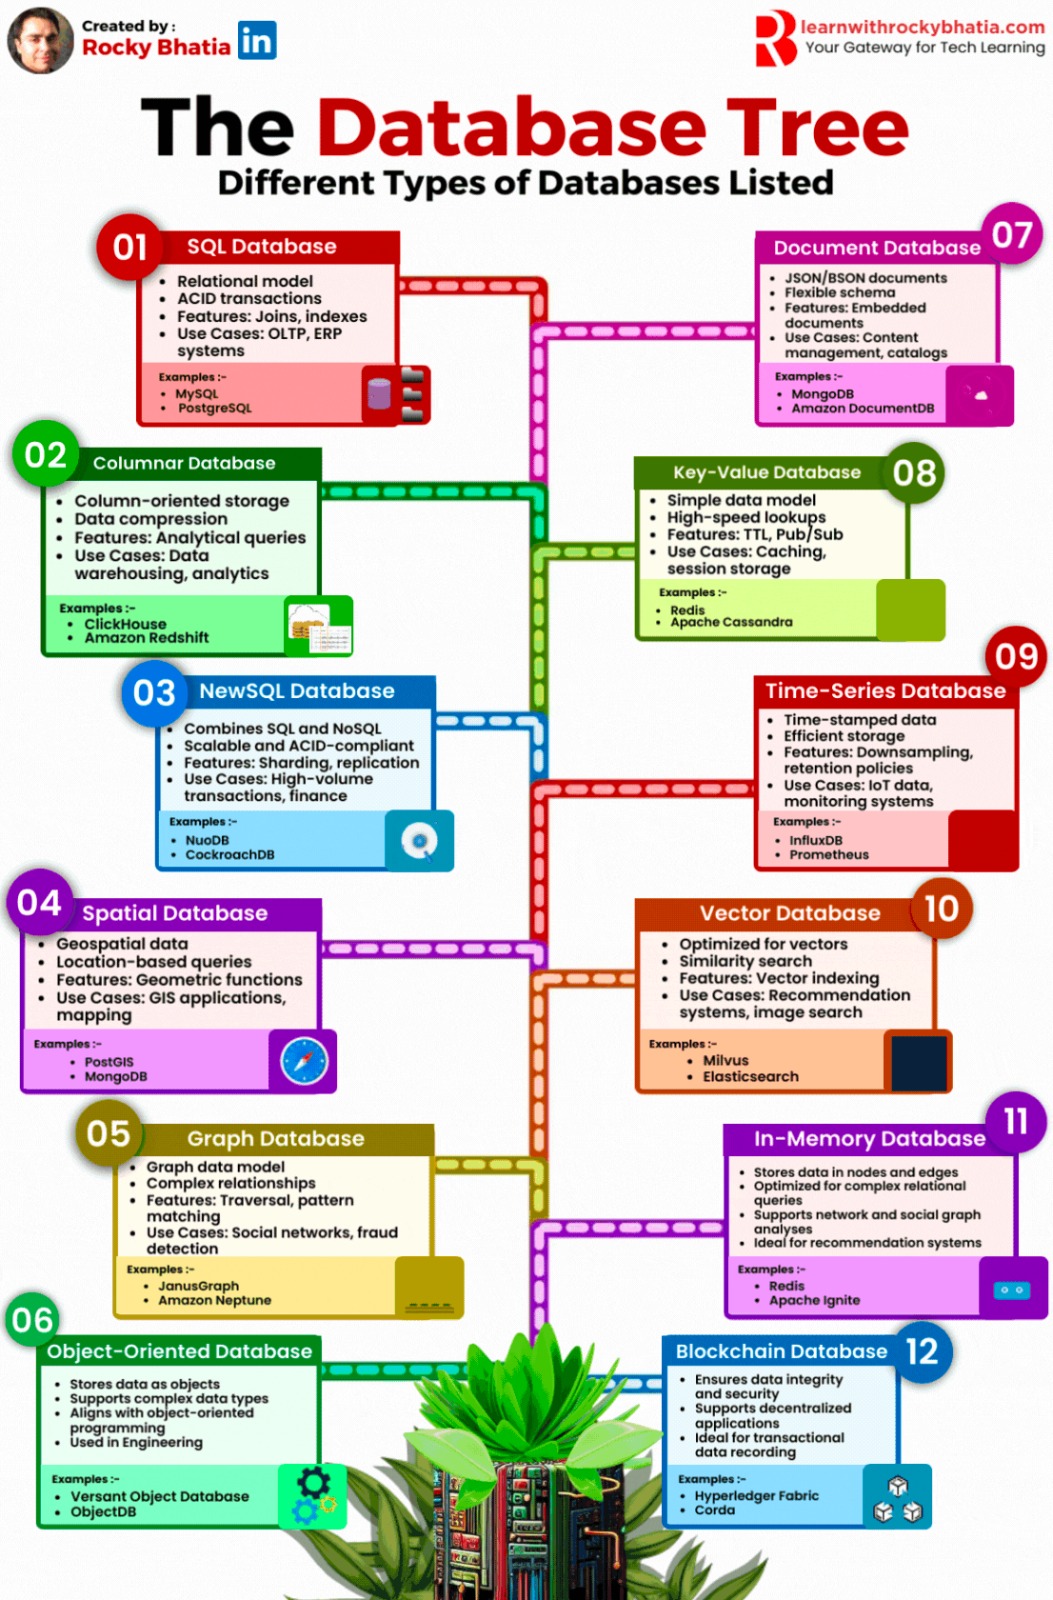 Created by :
Rocky Bhatia in
learnwithrockybhatia.com
Your Gateway for Tech Learning
The Database Tree
Different Types of Databases Listed
01
SQL Database
• Relational model
• ACID transactions
• Features: Joins, indexes
• Use Cases: OLTP, ERP
systems
Examples :-
• MySQL
• PostgreSQL
02
Columnar Database
• Column-oriented storage
• Data compression
• Features: Analytical queries
• Use Cases: Data
warehousing, analytics
Examples :-
• ClickHouse
• Amazon Redshift
03
NewSQL Database
• Combines SQL and NoSQL
• Scalable and ACID-compliant
• Features: Sharding, replication
• Use Cases: High-volume
transactions, finance
Examples :-
• NuoDB
• CockroachDB
04
Spatial Database
• Geospatial data
• Location-based queries
• Features: Geometric functions
• Use Cases: GIS applications,
mapping
Examples :-
• PostGIS
• MongoDB
05
Graph Database
• Graph data model
• Complex relationships
• Features: Traversal, pattern
matching
• Use Cases: Social networks, fraud
detection
Examples :-
• JanusGraph
• Amazon Neptune
06
Object-Oriented Database
• Stores data as objects
• Supports complex data types
• Aligns with object-oriented
programming
• Used in Engineering
Examples :-
• Versant Object Database
• ObjectDB
07
Document Database
• JSON/BSON documents
• Flexible schema
• Features: Embedded
documents
• Use Cases: Content
management, catalogs
Examples :-
• MongoDB
• Amazon DocumentDB
08
Key-Value Database
• Simple data model
• High-speed lookups
• Features: TTL, Pub/Sub
• Use Cases: Caching,
session storage
Examples :-
• Redis
• Apache Cassandra
09
Time-Series Database
• Time-stamped data
• Efficient storage
• Features: Downsampling,
retention policies
• Use Cases: IoT data,
monitoring systems
Examples :-
• InfluxDB
• Prometheus
10
Vector Database
• Optimized for vectors
• Similarity search
• Features: Vector indexing
• Use Cases: Recommendation
systems, image search
Examples :-
• Milvus
• Elasticsearch
11
In-Memory Database
• Stores data in nodes and edges
• Optimized for complex relational
queries
• Supports network and social graph
analyses
• Ideal for recommendation systems
Examples :-
• Redis
• Apache Ignite
12
Blockchain Database
• Ensures data integrity
and security
• Supports decentralized
applications
• Ideal for transactional
data recording
Examples :-
• Hyperledger Fabric
• Corda